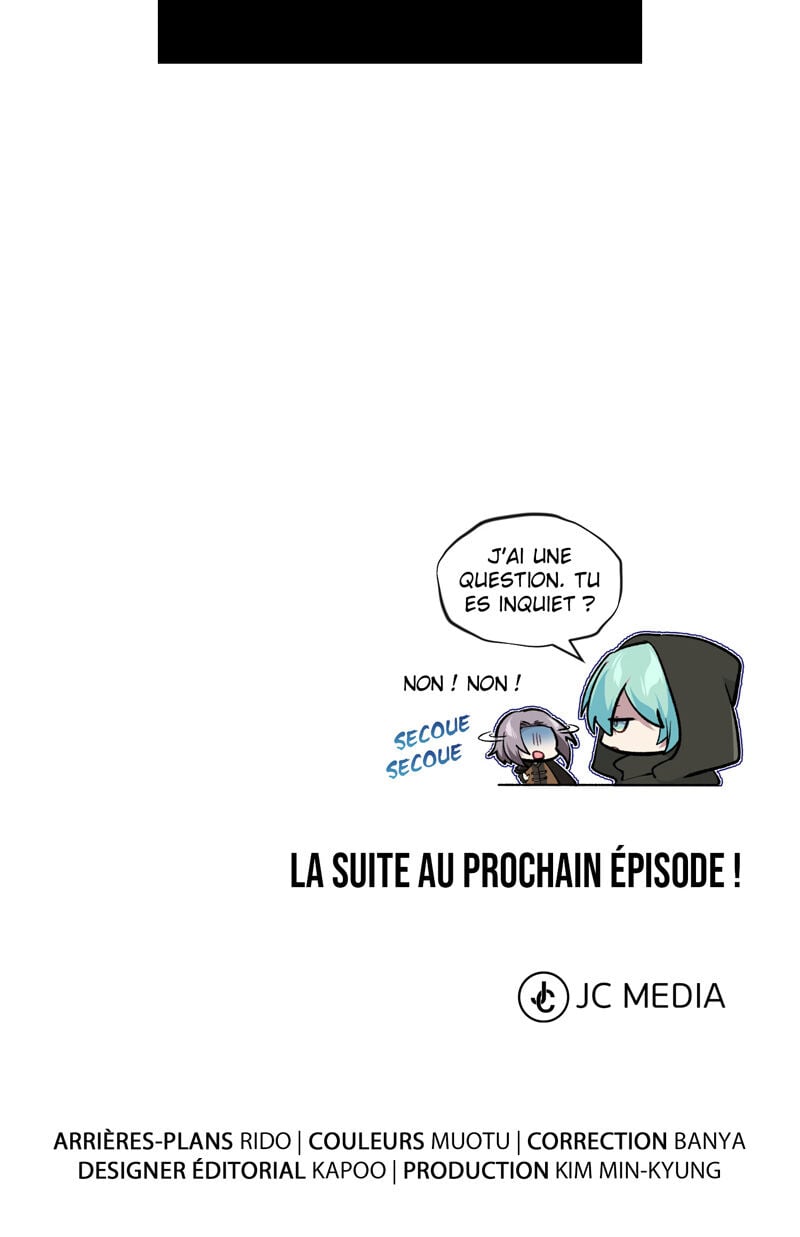 J'AI UNE
QUESTION. TU
ES INQUIET ?
NON ! NON !
SECOUE
SECOUE
LA SUITE AU PROCHAIN ÉPISODE !
JC MEDIA
ARRIÈRES-PLANS RIDO | COULEURS MUOTU | CORRECTION BANYA
DESIGNER ÉDITORIAL KAPOO | PRODUCTION KIM MIN-KYUNG